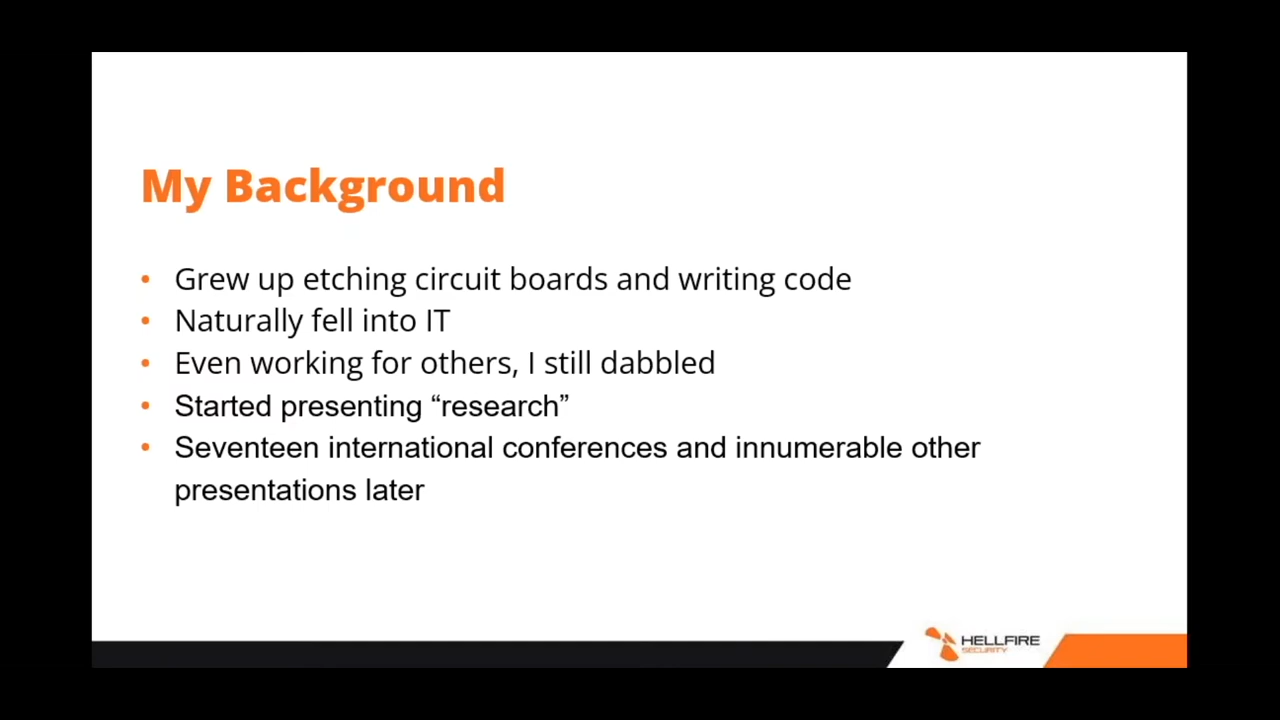 My Background
• Grew up etching circuit boards and writing code
• Naturally fell into IT
• Even working for others, I still dabbled
• Started presenting “research”
• Seventeen international conferences and innumerable other
presentations later
HELLFIRE
SECURITY